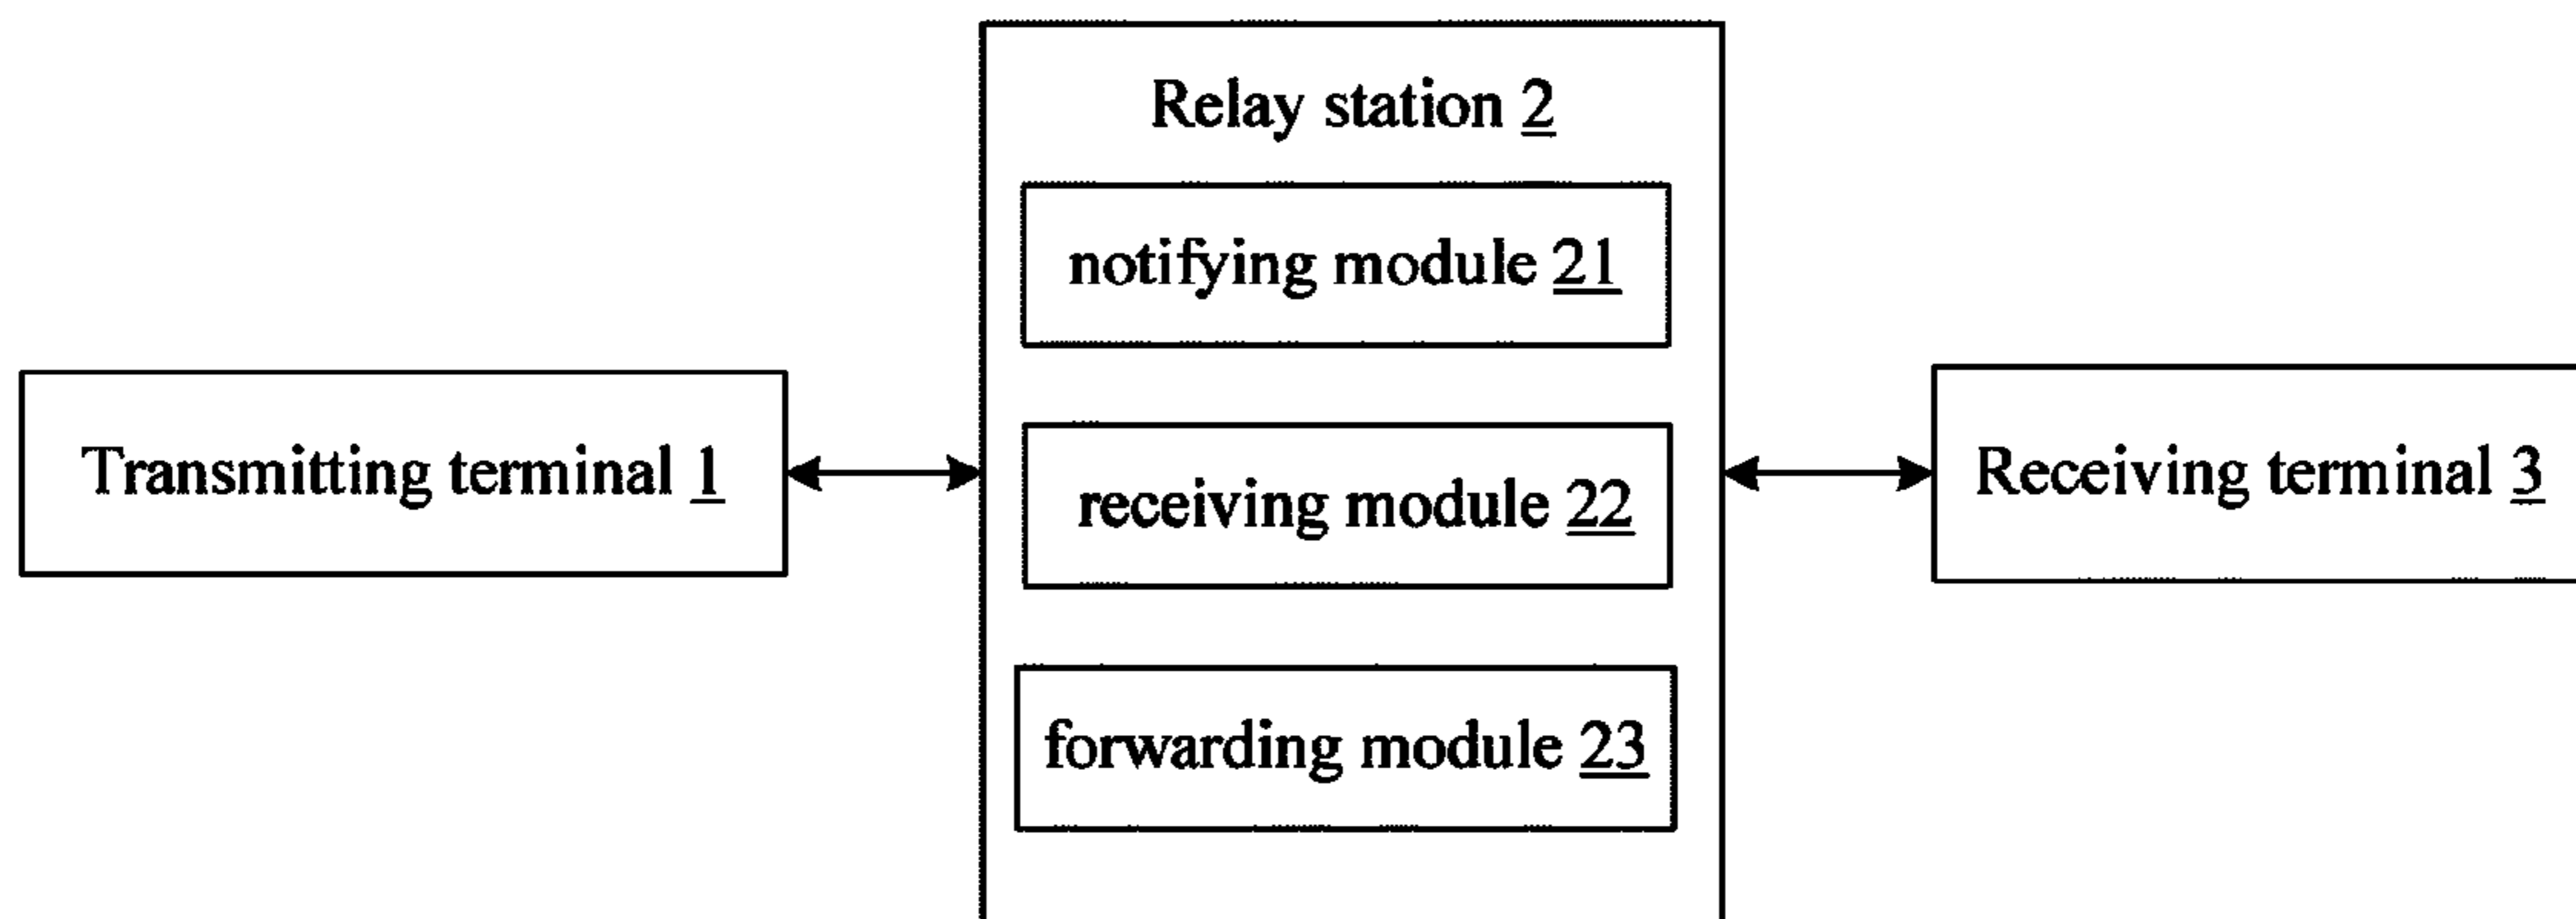 Relay station 2
notifying module 21
Transmitting terminal 1
receiving module 22
Receiving terminal 3
forwarding module 23